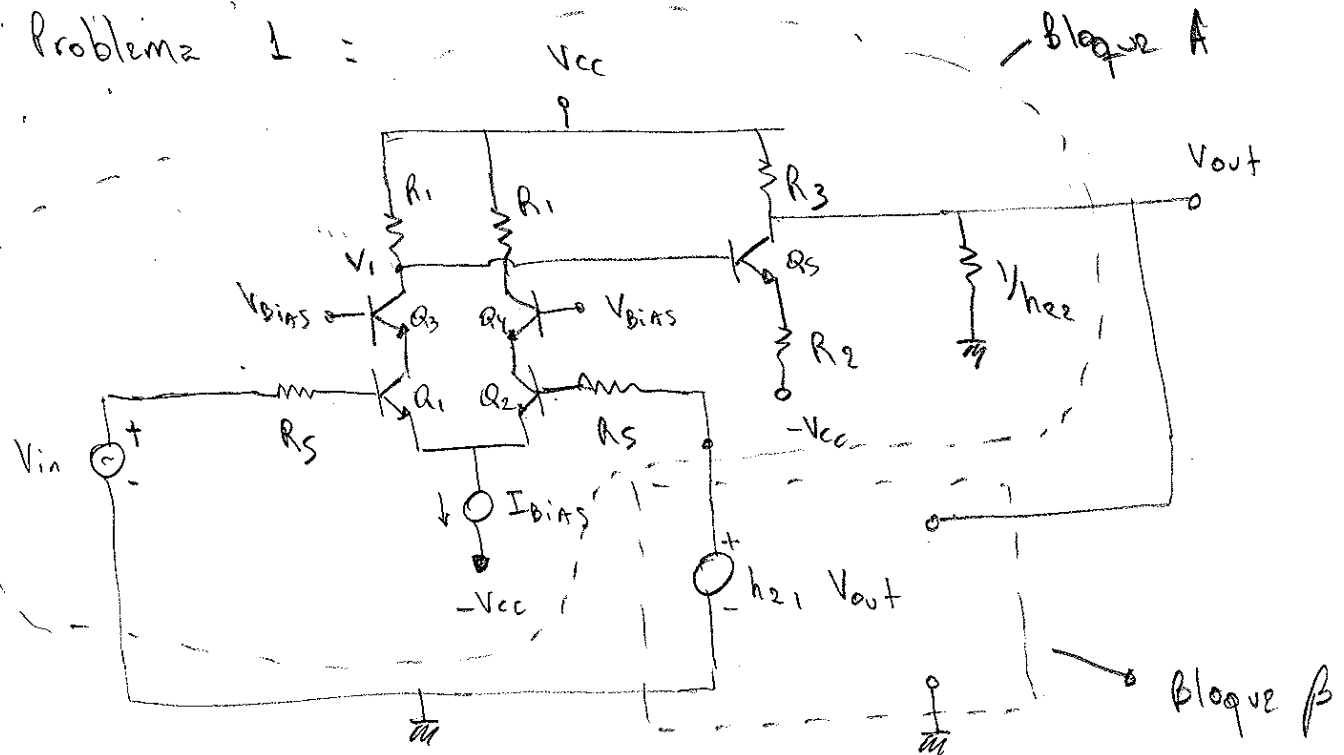 Problema 1 :
Bloque A
Vcc
Vout
R1
R1
R3
V1
Q5
VBIAS
Q3
Q4
VBIAS
1/h22
R2
Q1
Q2
RS
RS
-Vcc
Vin
+
-
IBIAS
+
h21 Vout
-
-Vcc
Bloque β